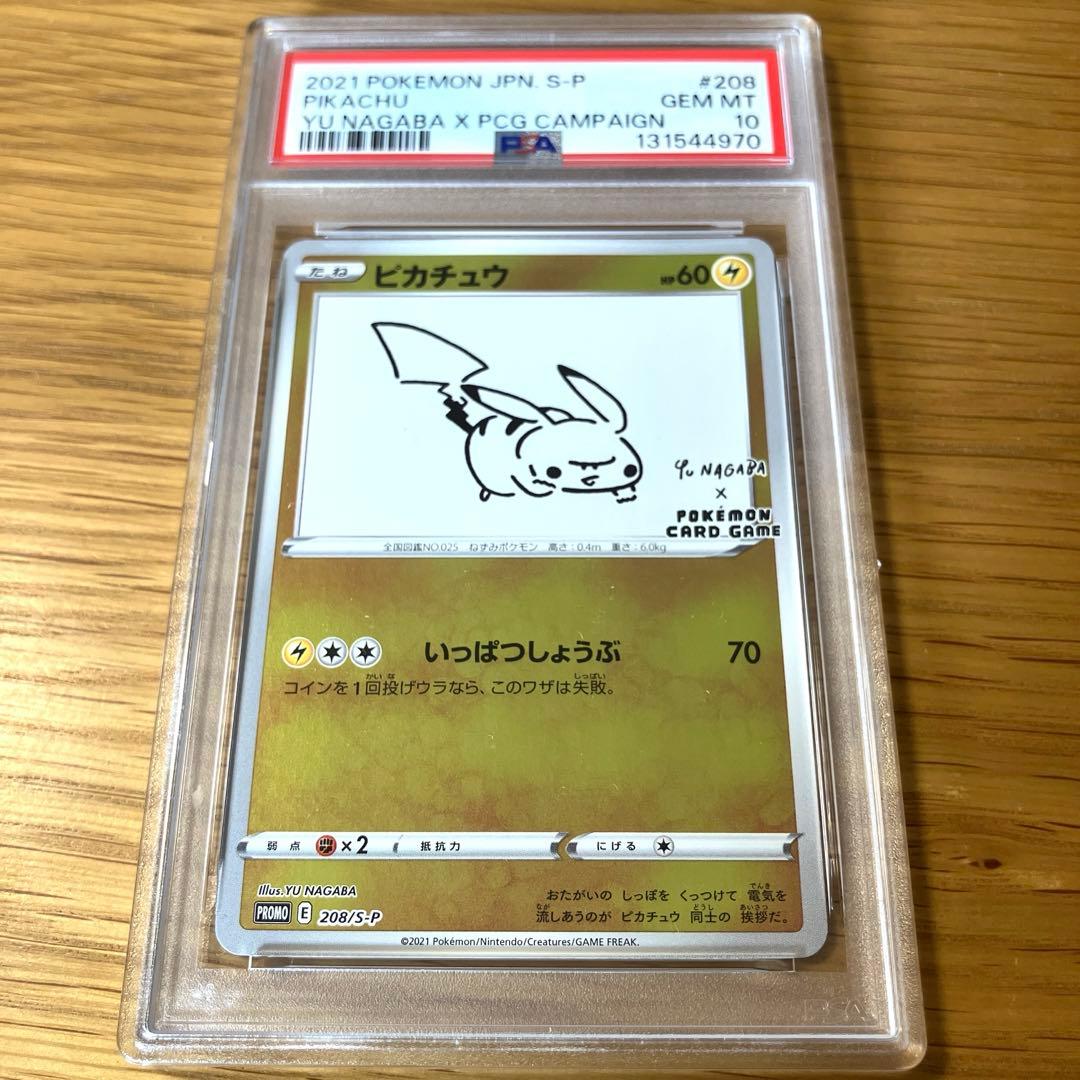 2021 POKEMON JPN. S-P #208
PIKACHU GEM MT
YU NAGABA X PCG CAMPAIGN 10
PSA 131544970
たね ピカチュウ HP60
YU NAGABA
×
POKÉMON
CARD GAME
全国図鑑NO.025 ねずみポケモン 高さ:0.4m 重さ:6.0kg
いっぱつしょうぶ 70
コインを1回投げウラなら、このワザは失敗。
弱点 ×2 抵抗力 にげる
Illus.YU NAGABA
PROMO E 208/S-P
おたがいの しっぽを くっつけて 電気を
流しあうのが ピカチュウ 同士の 挨拶だ。
©2021 Pokémon/Nintendo/Creatures/GAME FREAK.
PSA